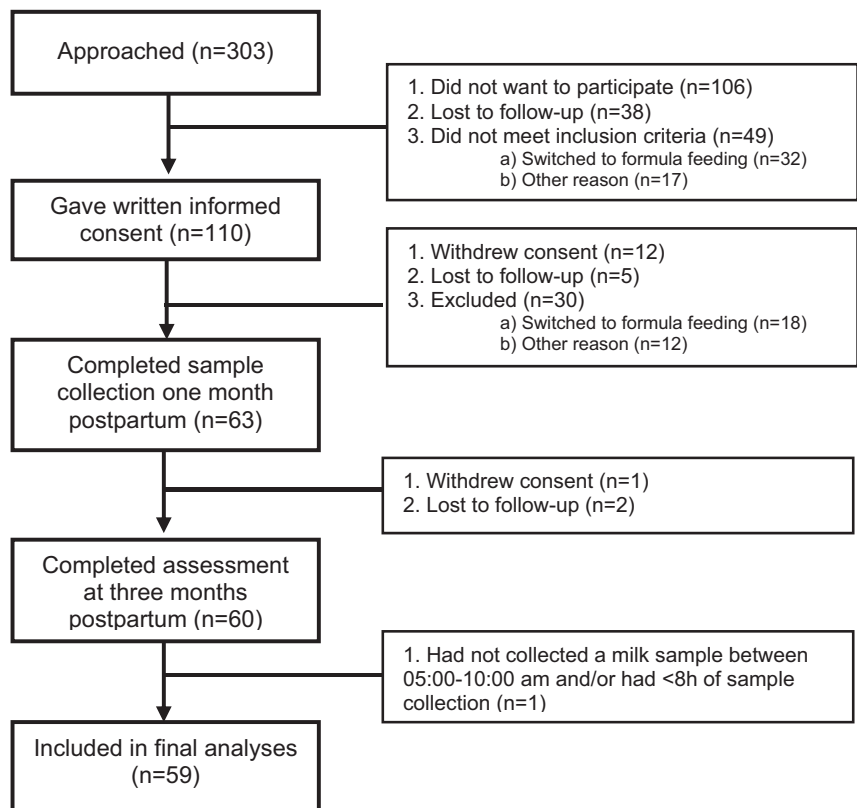 Approached (n=303)
1. Did not want to participate (n=106)
2. Lost to follow-up (n=38)
3. Did not meet inclusion criteria (n=49)
a) Switched to formula feeding (n=32)
b) Other reason (n=17)
Gave written informed
consent (n=110)
1. Withdrew consent (n=12)
2. Lost to follow-up (n=5)
3. Excluded (n=30)
a) Switched to formula feeding (n=18)
b) Other reason (n=12)
Completed sample
collection one month
postpartum (n=63)
1. Withdrew consent (n=1)
2. Lost to follow-up (n=2)
Completed assessment
at three months
postpartum (n=60)
1. Had not collected a milk sample between
05:00-10:00 am and/or had <8h of sample
collection (n=1)
Included in final analyses
(n=59)